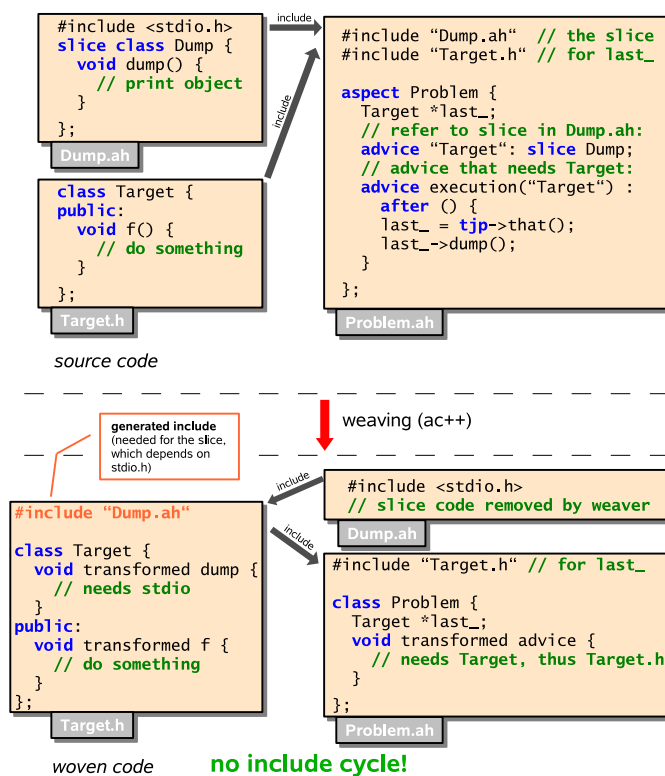 #include <stdio.h>
slice class Dump {
void dump() {
// print object
}
};
Dump.ah
include
include
class Target {
public:
void f() {
// do something
}
};
Target.h
#include “Dump.ah“ // the slice
#include “Target.h“ // for last_
aspect Problem {
Target *last_;
// refer to slice in Dump.ah:
advice “Target“: slice Dump;
// advice that needs Target:
advice execution(“Target“) :
after () {
last_ = tjp->that();
last_->dump();
}
};
Problem.ah
source code
weaving (ac++)
generated include
(needed for the slice,
which depends on
stdio.h)
#include “Dump.ah“
class Target {
void transformed dump {
// needs stdio
}
public:
void transformed f {
// do something
}
};
Target.h
include
include
#include <stdio.h>
// slice code removed by weaver
Dump.ah
#include “Target.h“ // for last_
class Problem {
Target *last_;
void transformed advice {
// needs Target, thus Target.h
}
};
Problem.ah
woven code
no include cycle!